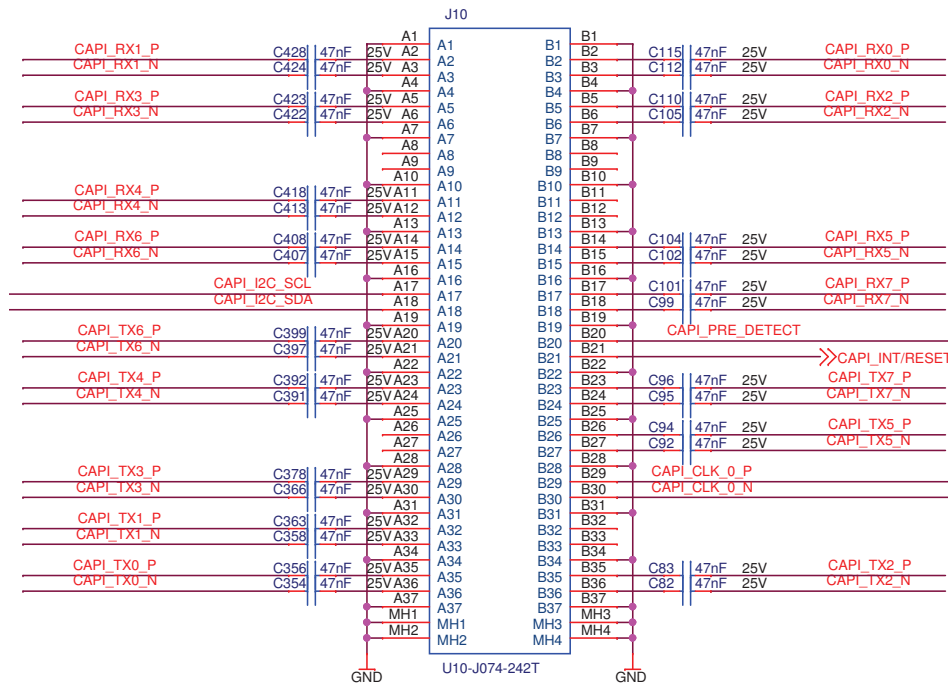 J10
A1 A1 B1 B1
CAPI_RX1_P C428 47nF 25V A2 A2 B2 B2 C115 47nF 25V CAPI_RX0_P
CAPI_RX1_N C424 47nF 25V A3 A3 B3 B3 C112 47nF 25V CAPI_RX0_N
A4 A4 B4 B4
CAPI_RX3_P C423 47nF 25V A5 A5 B5 B5 C110 47nF 25V CAPI_RX2_P
CAPI_RX3_N C422 47nF 25V A6 A6 B6 B6 C105 47nF 25V CAPI_RX2_N
A7 A7 B7 B7
A8 A8 B8 B8
A9 A9 B9 B9
A10 A10 B10 B10
CAPI_RX4_P C418 47nF 25V A11 A11 B11 B11
CAPI_RX4_N C413 47nF 25V A12 A12 B12 B12
A13 A13 B13 B13
CAPI_RX6_P C408 47nF 25V A14 A14 B14 B14 C104 47nF 25V CAPI_RX5_P
CAPI_RX6_N C407 47nF 25V A15 A15 B15 B15 C102 47nF 25V CAPI_RX5_N
A16 A16 B16 B16
CAPI_I2C_SCL A17 A17 B17 B17 C101 47nF 25V CAPI_RX7_P
CAPI_I2C_SDA A18 A18 B18 B18 C99 47nF 25V CAPI_RX7_N
A19 A19 B19 B19
CAPI_TX6_P C399 47nF 25V A20 A20 B20 B20 CAPI_PRE_DETECT
CAPI_TX6_N C397 47nF 25V A21 A21 B21 B21 CAPI_INT/RESET
A22 A22 B22 B22
CAPI_TX4_P C392 47nF 25V A23 A23 B23 B23 C96 47nF 25V CAPI_TX7_P
CAPI_TX4_N C391 47nF 25V A24 A24 B24 B24 C95 47nF 25V CAPI_TX7_N
A25 A25 B25 B25
A26 A26 B26 B26 C94 47nF 25V CAPI_TX5_P
A27 A27 B27 B27 C92 47nF 25V CAPI_TX5_N
A28 A28 B28 B28
CAPI_TX3_P C378 47nF 25V A29 A29 B29 B29 CAPI_CLK_0_P
CAPI_TX3_N C366 47nF 25V A30 A30 B30 B30 CAPI_CLK_0_N
A31 A31 B31 B31
CAPI_TX1_P C363 47nF 25V A32 A32 B32 B32
CAPI_TX1_N C358 47nF 25V A33 A33 B33 B33
A34 A34 B34 B34
CAPI_TX0_P C356 47nF 25V A35 A35 B35 B35 C83 47nF 25V CAPI_TX2_P
CAPI_TX0_N C354 47nF 25V A36 A36 B36 B36 C82 47nF 25V CAPI_TX2_N
A37 A37 B37 B37
MH1 MH1 MH3 MH3
MH2 MH2 MH4 MH4
U10-J074-242T
GND GND